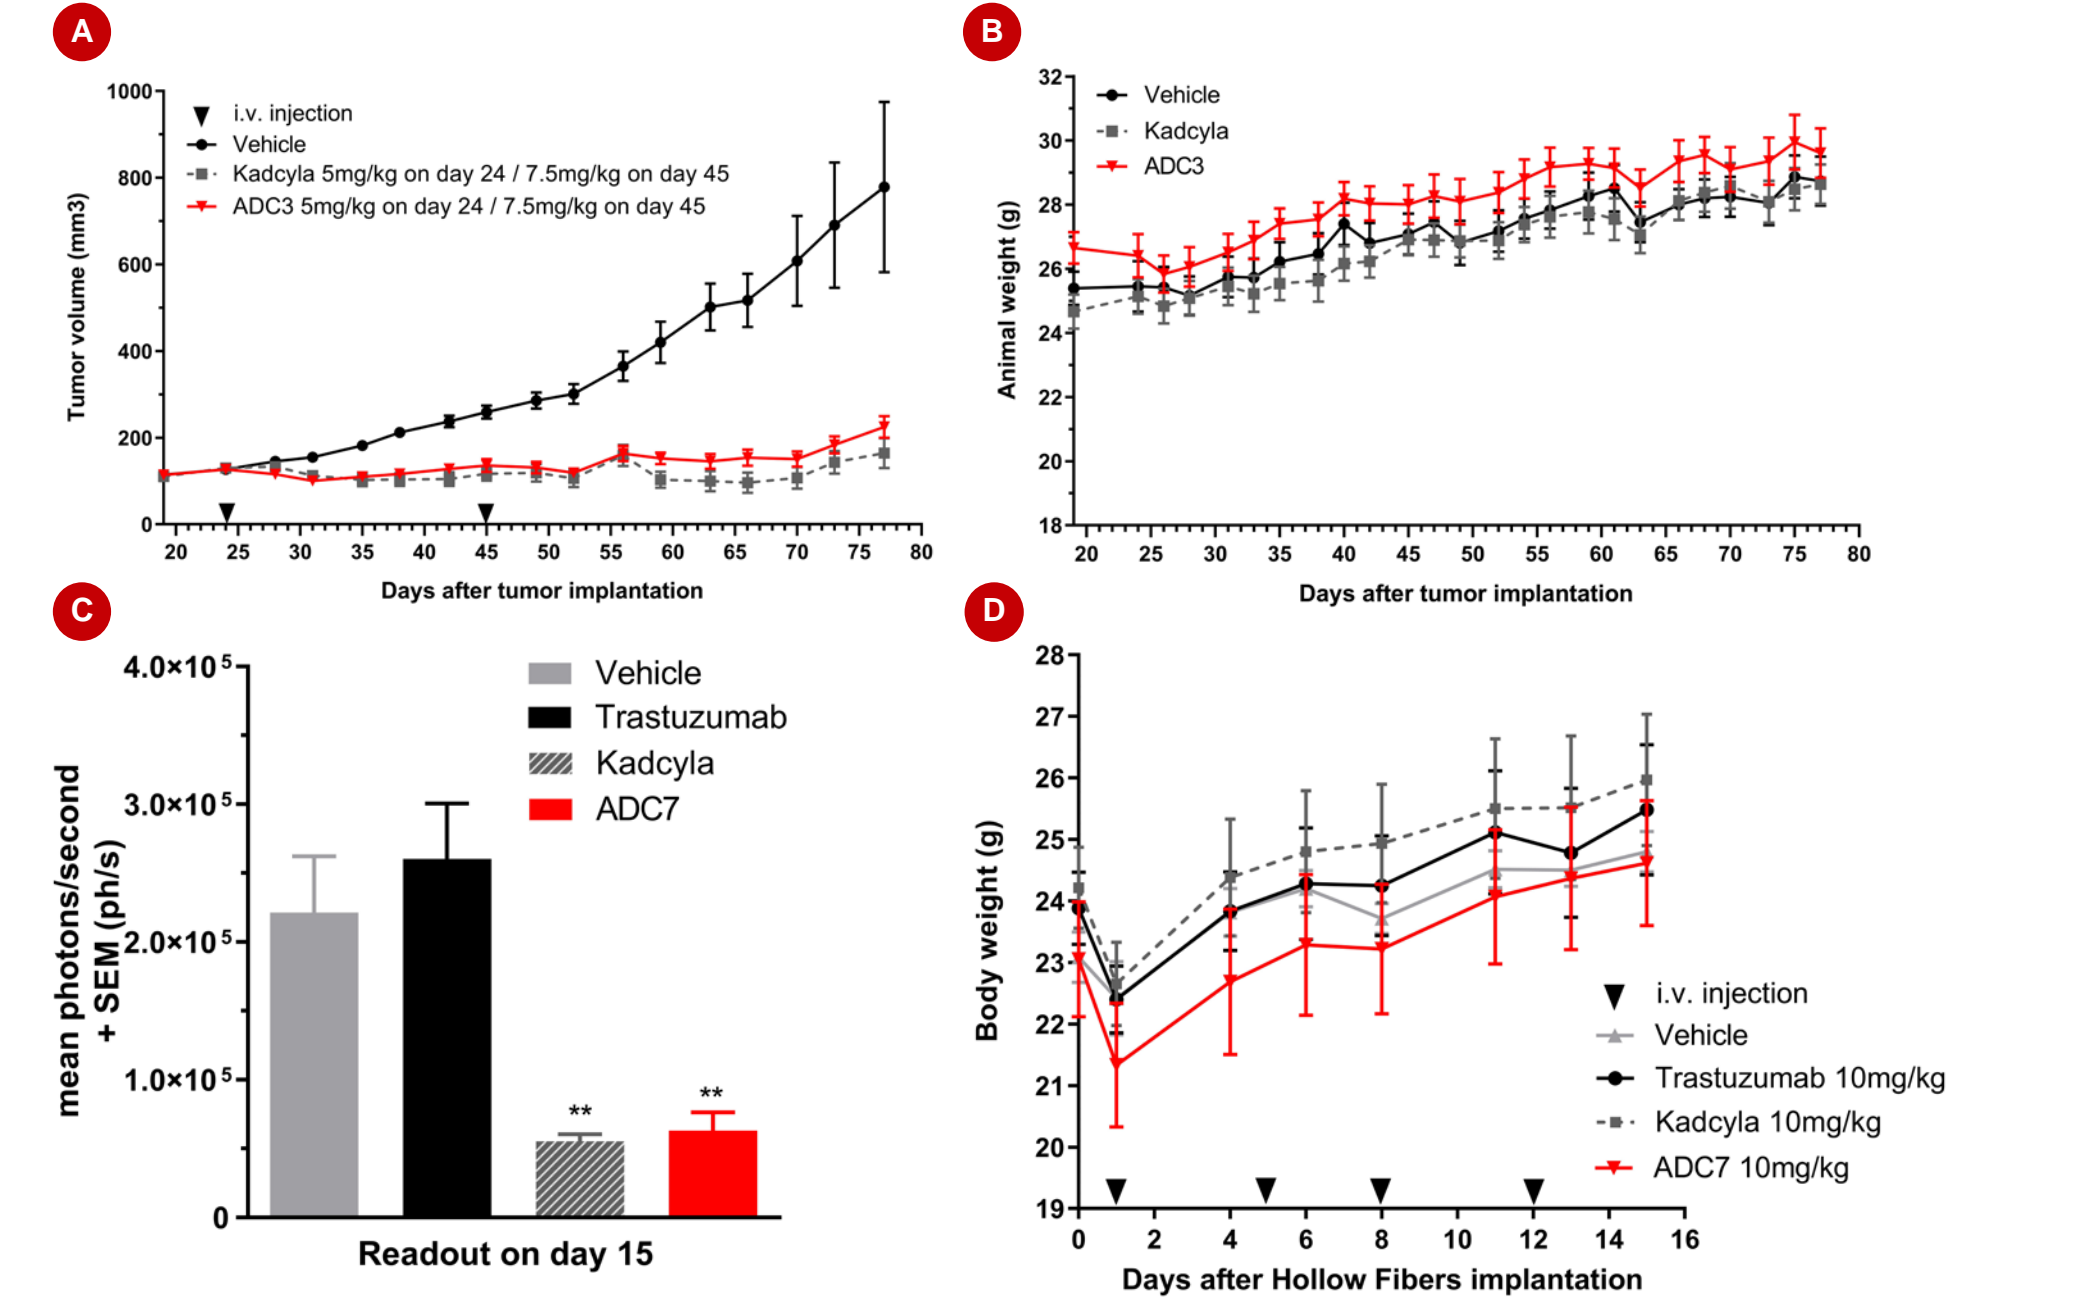 A
1000
800
600
400
200
0
Tumor volume (mm3)
i.v. injection
Vehicle
Kadcyla 5mg/kg on day 24 / 7.5mg/kg on day 45
ADC3 5mg/kg on day 24 / 7.5mg/kg on day 45
20 25 30 35 40 45 50 55 60 65 70 75 80
Days after tumor implantation
B
32
30
28
26
24
22
20
18
Animal weight (g)
Vehicle
Kadcyla
ADC3
20 25 30 35 40 45 50 55 60 65 70 75 80
Days after tumor implantation
C
4.0×10⁵
3.0×10⁵
2.0×10⁵
1.0×10⁵
0
mean photons/second
+ SEM (ph/s)
Vehicle
Trastuzumab
Kadcyla
ADC7
**
**
Readout on day 15
D
28
27
26
25
24
23
22
21
20
19
Body weight (g)
i.v. injection
Vehicle
Trastuzumab 10mg/kg
Kadcyla 10mg/kg
ADC7 10mg/kg
0 2 4 6 8 10 12 14 16
Days after Hollow Fibers implantation